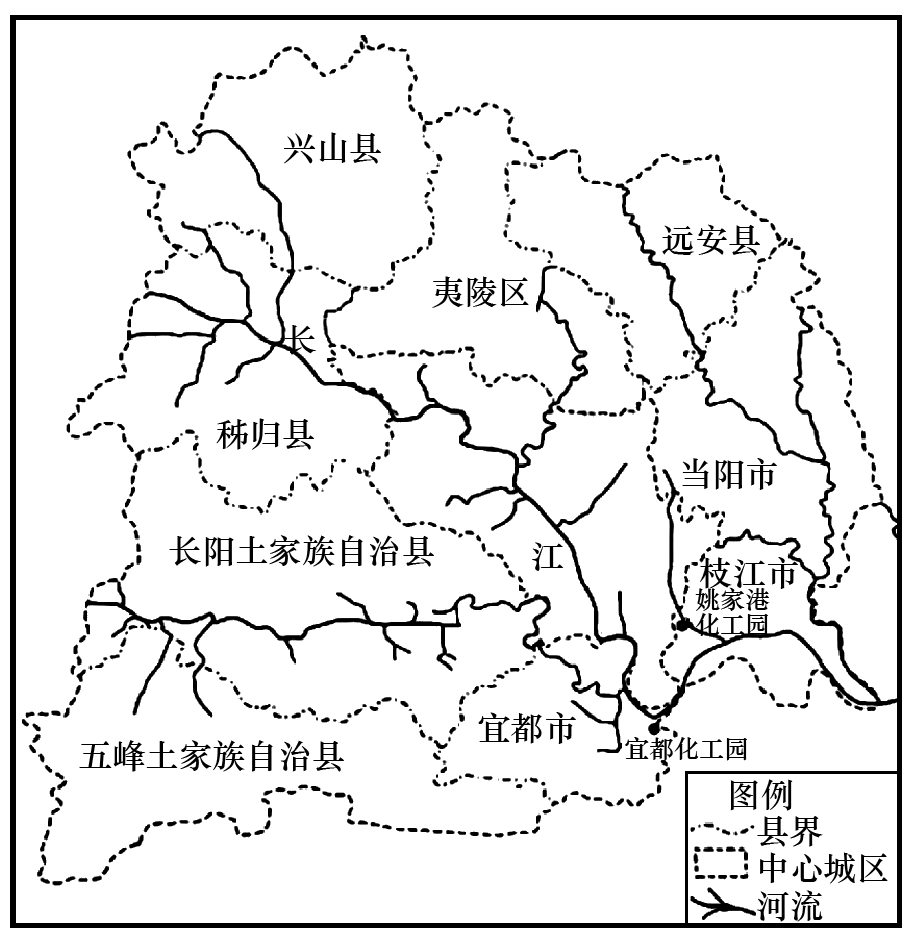 兴山县
远安县
夷陵区
长
秭归县
当阳市
长阳土家族自治县
江
枝江市
姚家港
化工园
宜都市
宜都化工园
五峰土家族自治县
图例
县界
中心城区
河流